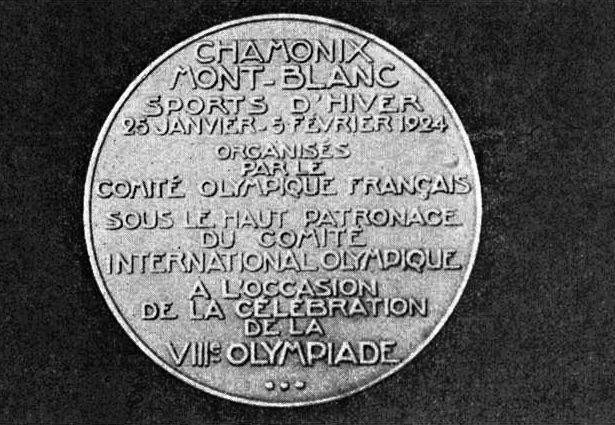 CHAMONIX
MONT-BLANC
SPORTS D'HIVER
25 JANVIER - 5 FÉVRIER 1924
ORGANISÉS
PAR LE
COMITÉ OLYMPIQUE FRANÇAIS
SOUS LE HAUT PATRONAGE
DU COMITÉ
INTERNATIONAL OLYMPIQUE
A L'OCCASION
DE LA CÉLÉBRATION
DE LA
VIIIe OLYMPIADE